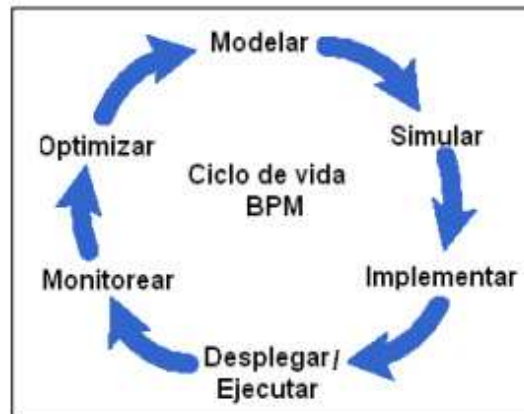 Modelar
Simular
Implementar
Desplegar/
Ejecutar
Monitorear
Optimizar
Ciclo de vida
BPM